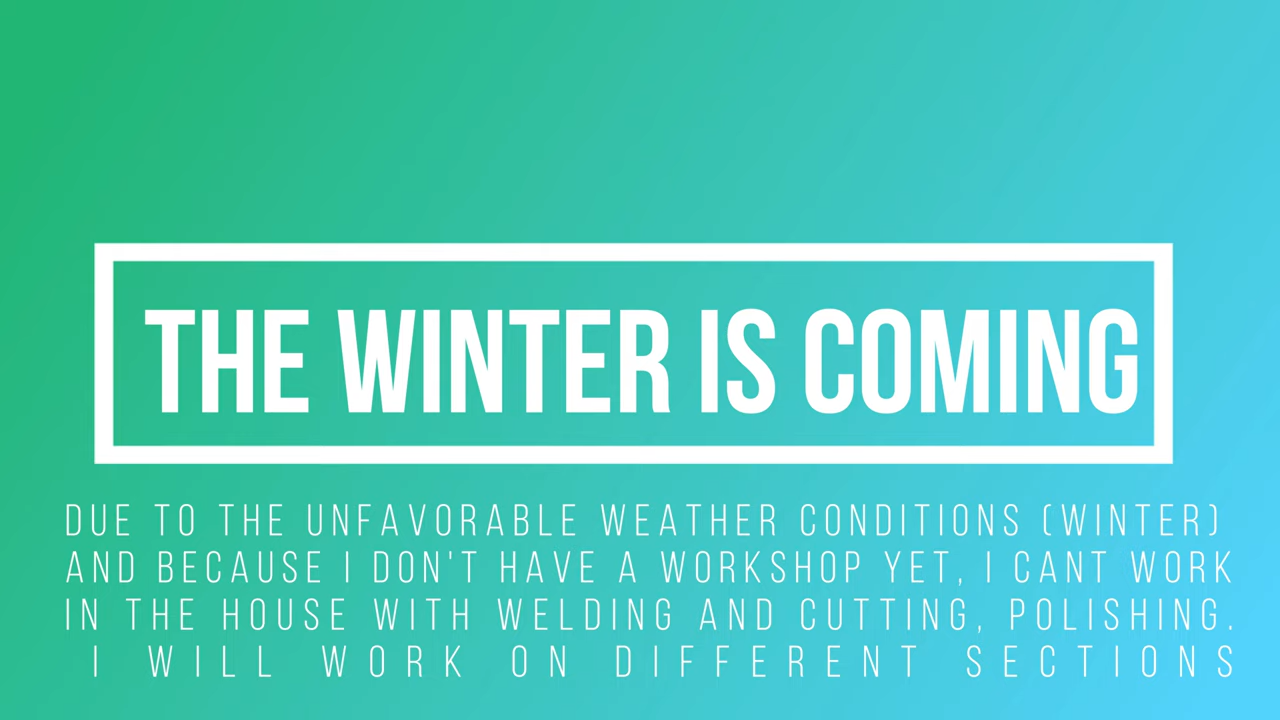 THE WINTER IS COMING
DUE TO THE UNFAVORABLE WEATHER CONDITIONS (WINTER)
AND BECAUSE I DON'T HAVE A WORKSHOP YET, I CANT WORK
IN THE HOUSE WITH WELDING AND CUTTING, POLISHING.
I WILL WORK ON DIFFERENT SECTIONS